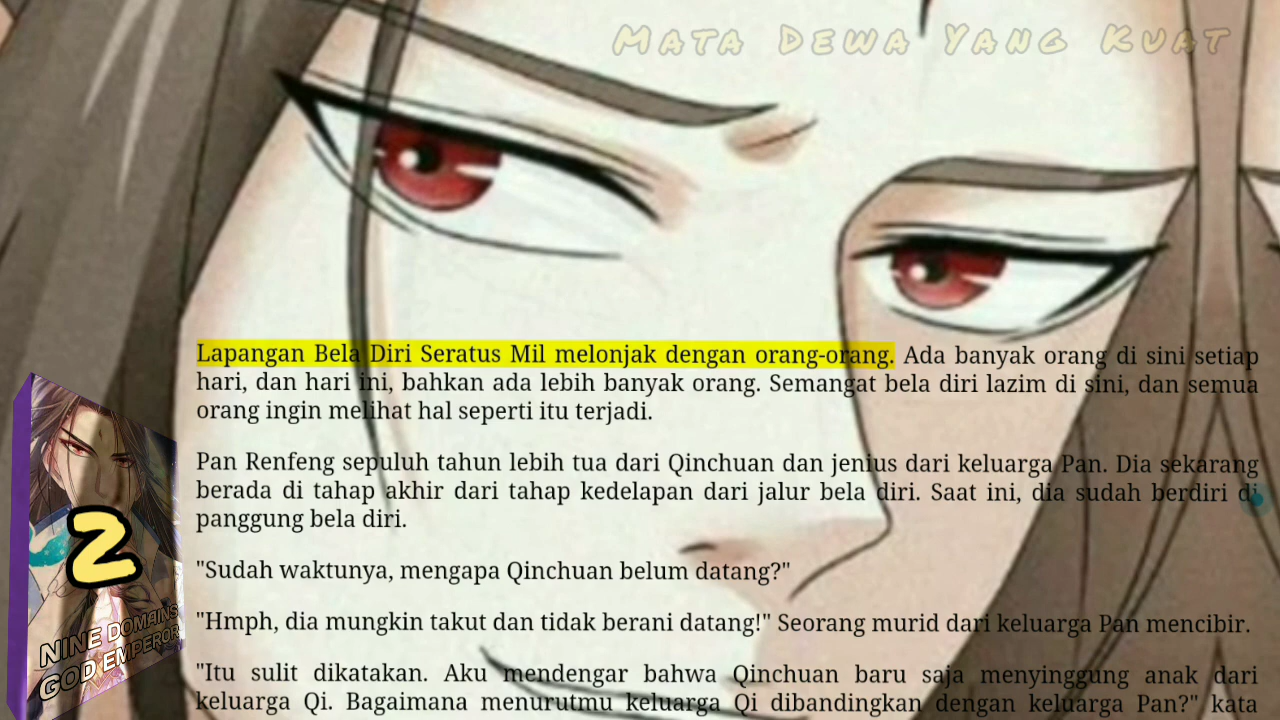 Mata Dewa Yang Kuat
Lapangan Bela Diri Seratus Mil melonjak dengan orang-orang. Ada banyak orang di sini setiap
hari, dan hari ini, bahkan ada lebih banyak orang. Semangat bela diri lazim di sini, dan semua
orang ingin melihat hal seperti itu terjadi.
Pan Renfeng sepuluh tahun lebih tua dari Qinchuan dan jenius dari keluarga Pan. Dia sekarang
berada di tahap akhir dari tahap kedelapan dari jalur bela diri. Saat ini, dia sudah berdiri di
panggung bela diri.
"Sudah waktunya, mengapa Qinchuan belum datang?"
"Hmph, dia mungkin takut dan tidak berani datang!" Seorang murid dari keluarga Pan mencibir.
"Itu sulit dikatakan. Aku mendengar bahwa Qinchuan baru saja menyinggung anak dari
keluarga Qi. Bagaimana menurutmu keluarga Qi dibandingkan dengan keluarga Pan?" kata
2
NINE DOMAINS
GOD EMPEROR